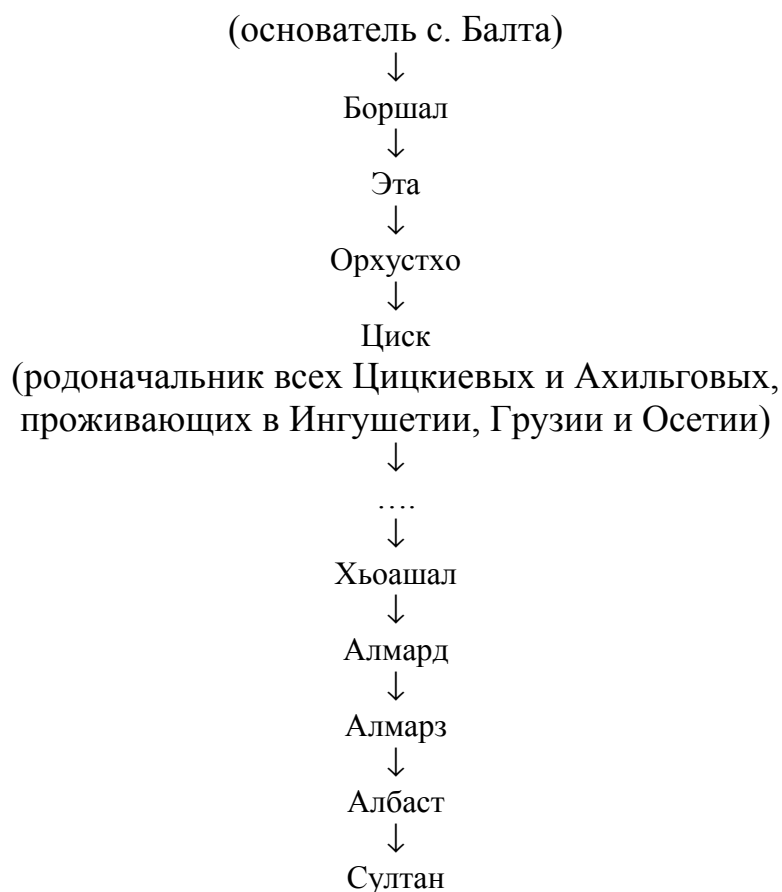 (основатель с. Балта)
↓
Боршал
↓
Эта
↓
Орхустхо
↓
Циск
(родоначальник всех Цицкиевых и Ахильговых,
проживающих в Ингушетии, Грузии и Осетии)
↓
….
↓
Хьоашал
↓
Алмард
↓
Алмарз
↓
Албаст
↓
Султан